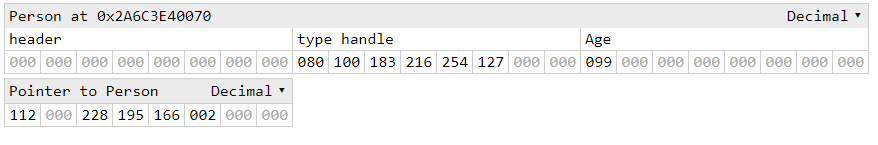 Person at 0x2A6C3E40070 Decimal ▾
header type handle Age
000 000 000 000 000 000 000 000 080 100 183 216 254 127 000 000 099 000 000 000 000 000 000 000
Pointer to Person Decimal ▾
112 000 228 195 166 002 000 000